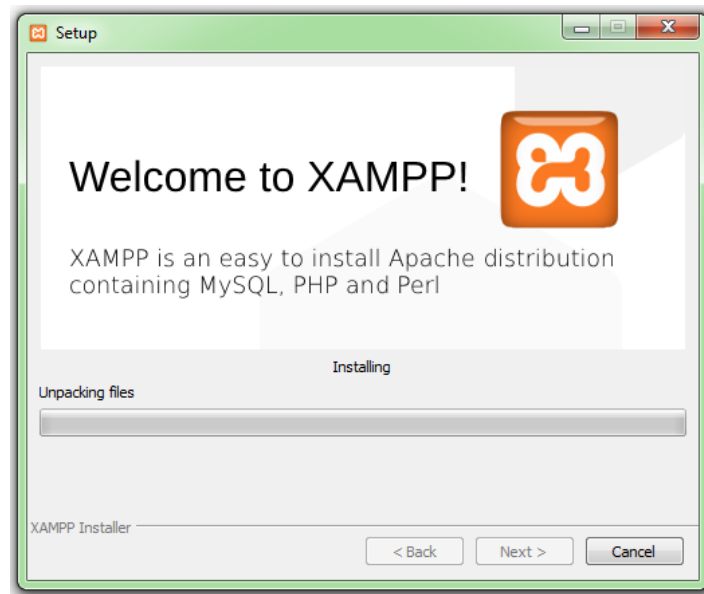 Setup
Welcome to XAMPP!
XAMPP is an easy to install Apache distribution
containing MySQL, PHP and Perl
Installing
Unpacking files
XAMPP Installer
< Back
Next >
Cancel